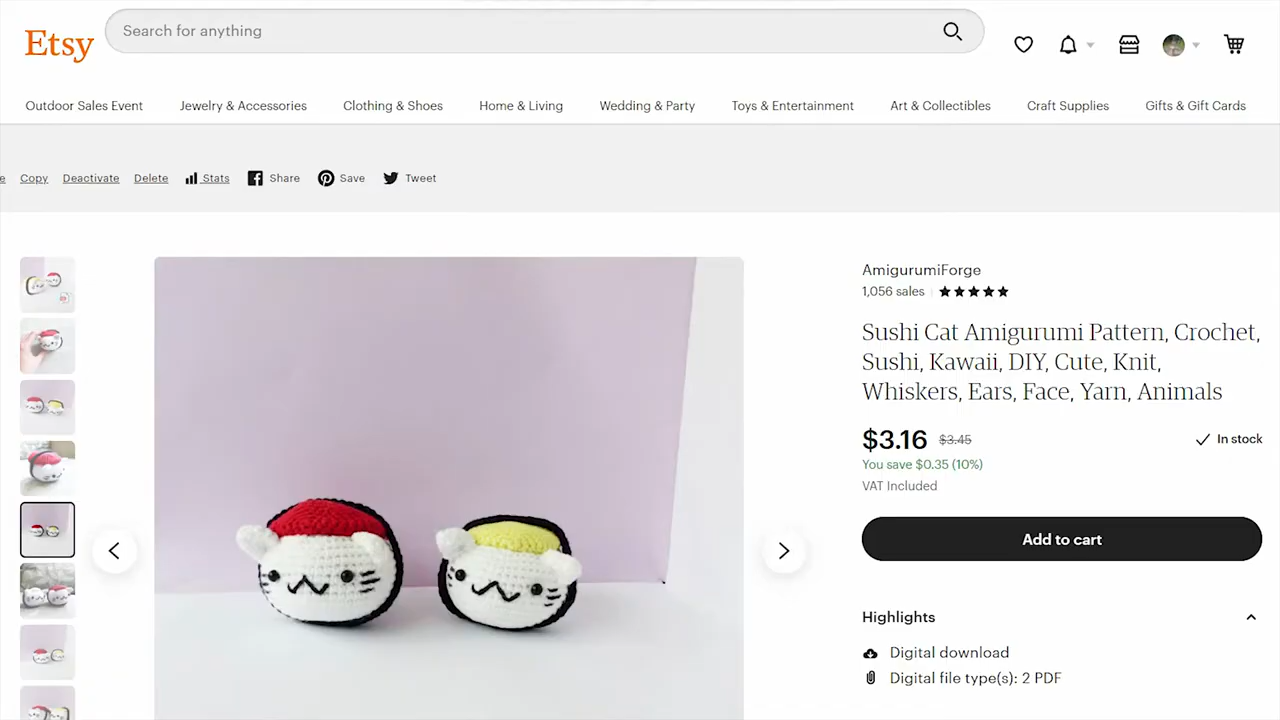 Etsy
Search for anything
Outdoor Sales Event Jewelry & Accessories Clothing & Shoes Home & Living Wedding & Party Toys & Entertainment Art & Collectibles Craft Supplies Gifts & Gift Cards
Copy Deactivate Delete Stats Share Save Tweet
AmigurumiForge
1,056 sales
Sushi Cat Amigurumi Pattern, Crochet,
Sushi, Kawaii, DIY, Cute, Knit,
Whiskers, Ears, Face, Yarn, Animals
$3.16 $3.45 In stock
You save $0.35 (10%)
VAT Included
Add to cart
Highlights
Digital download
Digital file type(s): 2 PDF